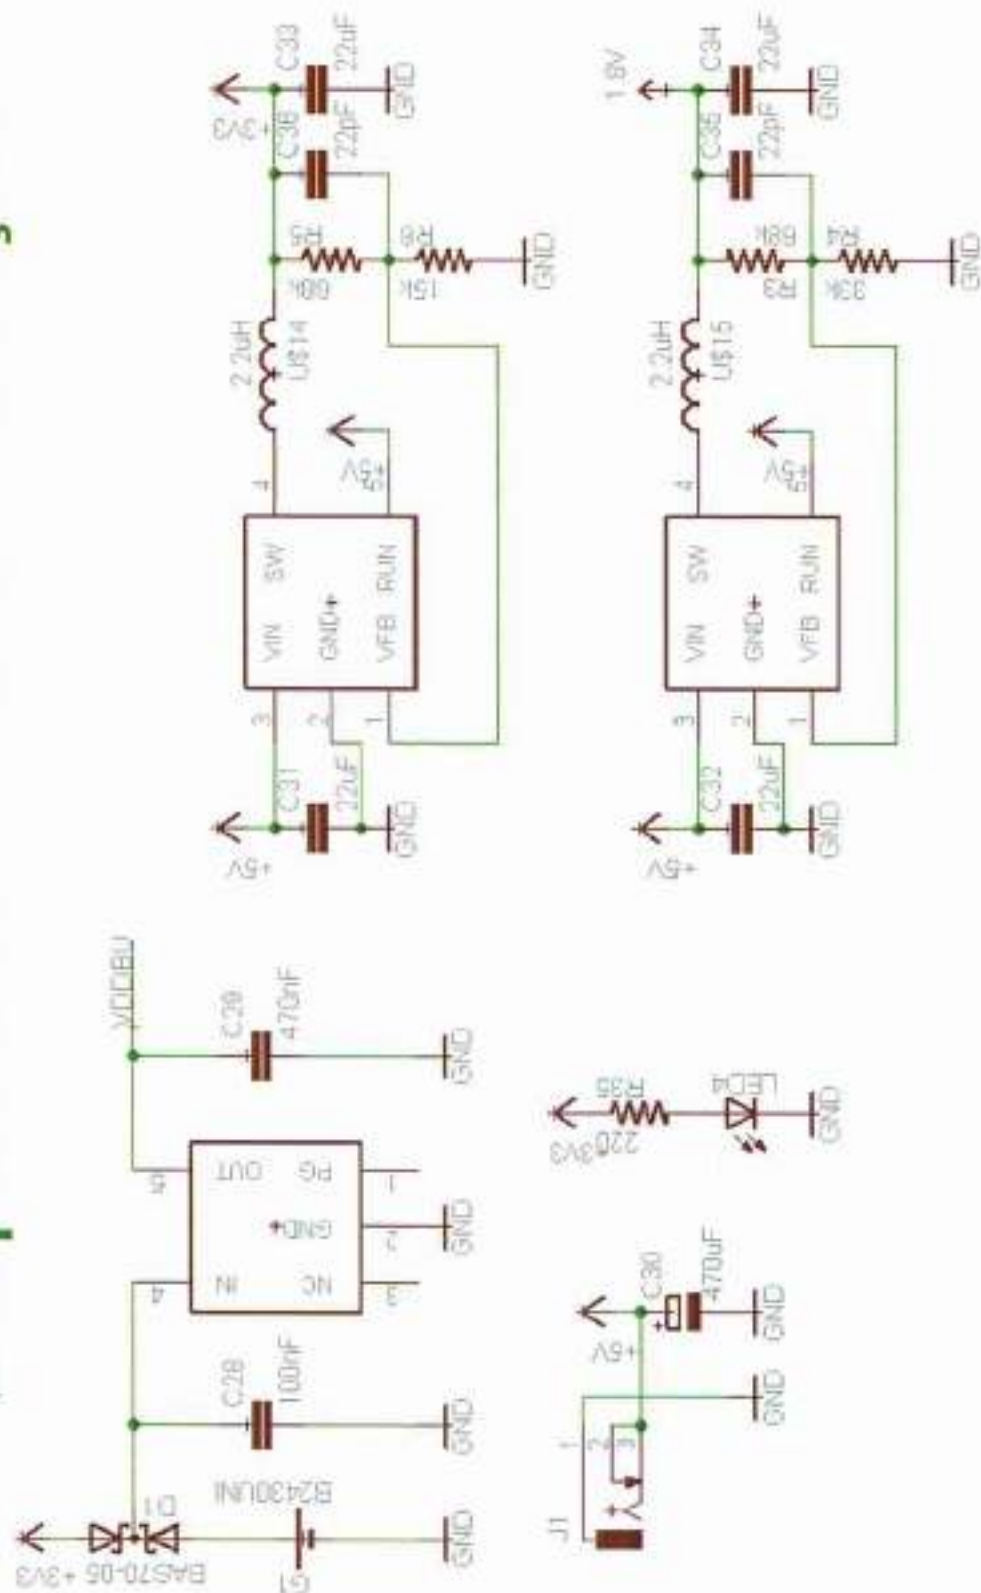 +3V3
C33
22uF
GND
C36
22pF
R5
68k
R6
15k
GND
2.2uH
U$14
+5V
4
5
VIN
SW
GND+
VFB
RUN
3
2
1
C31
22uF
GND
+5V
1.8V
C34
22uF
GND
C35
22pF
68k
R3
R4
33k
GND
2.2uH
U$15
+5V
4
5
VIN
SW
GND+
VFB
RUN
3
2
1
C32
22uF
GND
+5V
VDDBU
C29
470nF
GND
5
OUT
PG
1
GND+
2
GND
4
IN
NC
3
C28
100nF
GND
D1
BAS70-05
+3V3
B2430UNI
G1
GND
+3V3
R35
220
LED4
GND
+5V
C30
470uF
GND
GND
J1
1
2
3